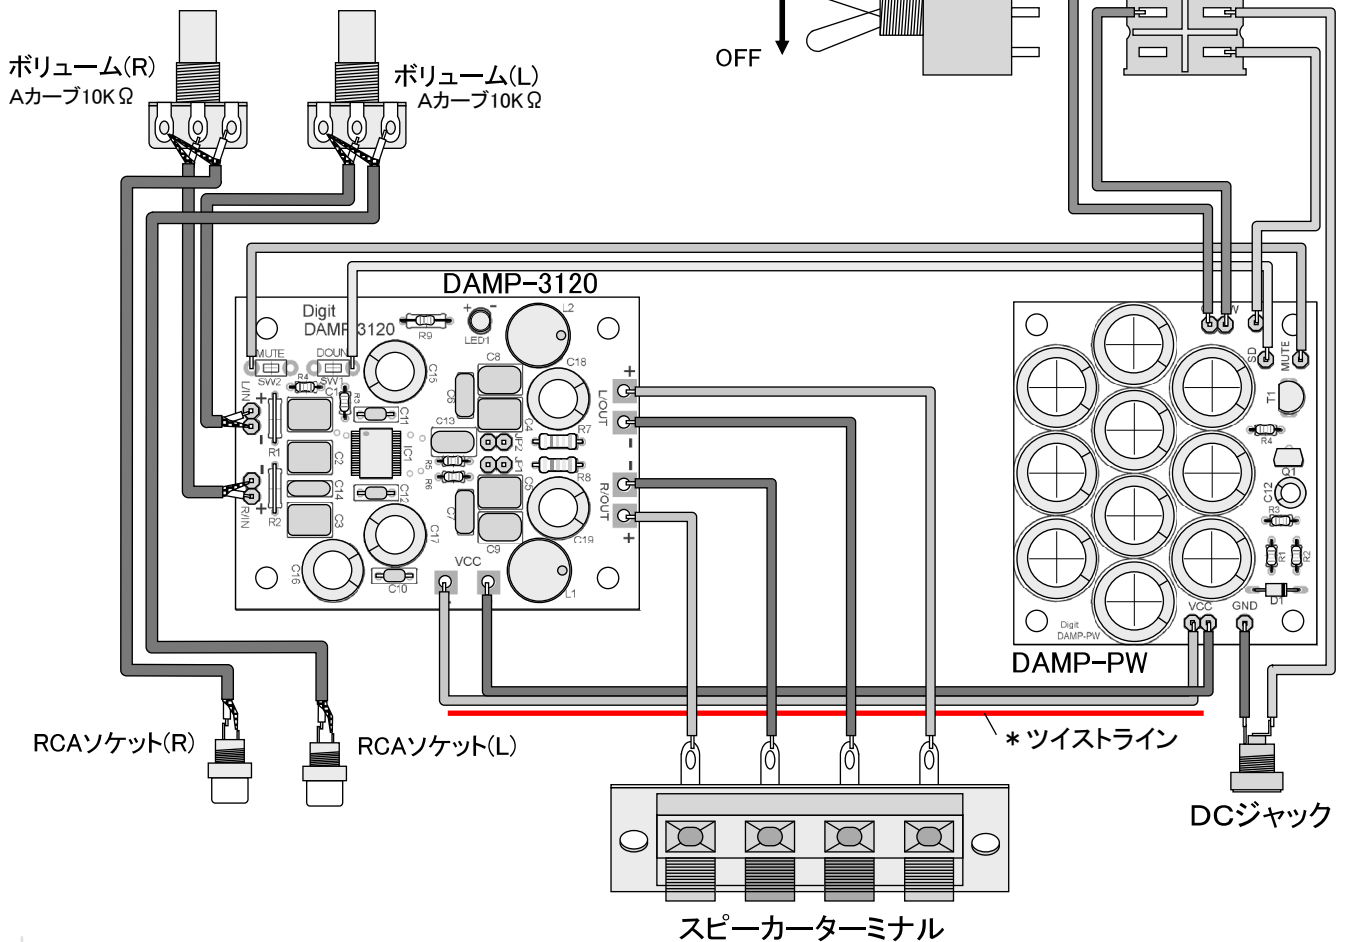 OFF
ボリューム(R)
Aカーブ10KΩ
ボリューム(L)
Aカーブ10KΩ
DAMP-3120
Digit
DAMP-3120
R9
+ -
LED1
L2
MUTE
SW2
DOUN
SW1
R4
C1
R3
C15
C8
C18
C6
C4
L/IN
+
-
R1
C2
C14
C3
-
+
R/IN
R2
C11
IC1
C12
C13
R5
R6
JP2
JP1
R7
R8
C5
C7
C9
C19
C17
C16
C10
VCC
L1
+
L/OUT
-
-
R/OUT
+
SD
MUTE
T1
R4
Q1
C12
R3
R1
R2
D1
VCC
GND
Digit
DAMP-PW
DAMP-PW
RCAソケット(R)
RCAソケット(L)
*ツイストライン
DCジャック
スピーカーターミナル